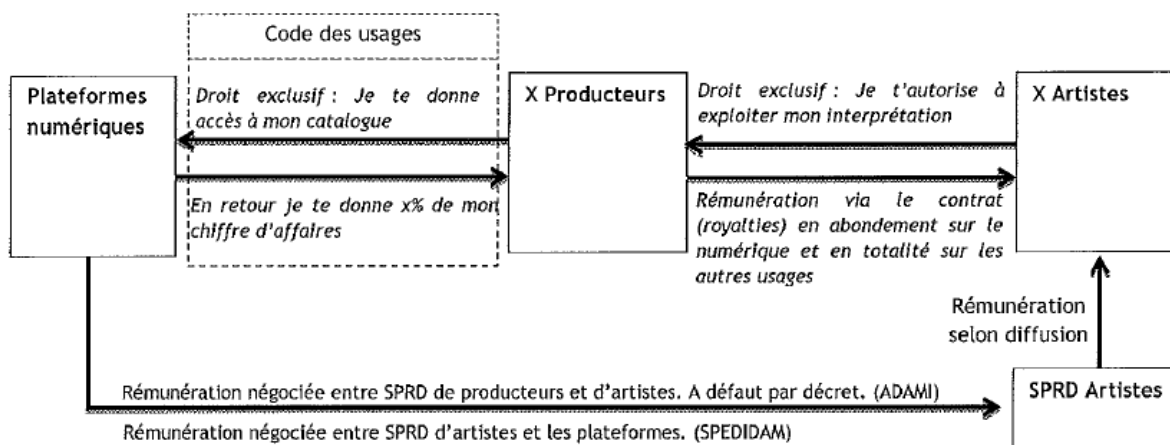 Code des usages
Plateformes
numériques
Droit exclusif : Je te donne
accès à mon catalogue
En retour je te donne x% de mon
chiffre d'affaires
X Producteurs
Droit exclusif : Je t'autorise à
exploiter mon interprétation
Rémunération via le contrat
(royalties) en abondement sur le
numérique et en totalité sur les
autres usages
X Artistes
Rémunération
selon diffusion
Rémunération négociée entre SPRD de producteurs et d'artistes. A défaut par décret. (ADAMI)
Rémunération négociée entre SPRD d'artistes et les plateformes. (SPEDIDAM)
SPRD Artistes